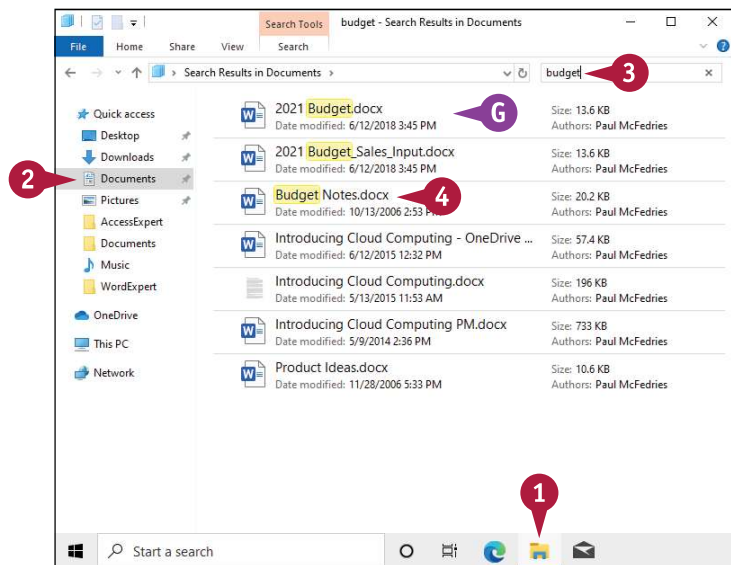 Search Tools budget - Search Results in Documents
File Home Share View Search
Search Results in Documents budget
3
Quick access
Desktop
Downloads
Documents
Pictures
AccessExpert
Documents
Music
WordExpert
OneDrive
This PC
Network
2
2021 Budget.docx Size: 13.6 KB
Date modified: 6/12/2018 3:45 PM Authors: Paul McFedries
G
2021 Budget_Sales_Input.docx Size: 13.6 KB
Date modified: 6/12/2018 3:45 PM Authors: Paul McFedries
Budget Notes.docx Size: 20.2 KB
Date modified: 10/13/2006 2:53 Authors: Paul McFedries
4
Introducing Cloud Computing - OneDrive ... Size: 57.4 KB
Date modified: 6/12/2015 12:32 PM Authors: Paul McFedries
Introducing Cloud Computing.docx Size: 196 KB
Date modified: 5/13/2015 11:53 AM Authors: Paul McFedries
Introducing Cloud Computing PM.docx Size: 733 KB
Date modified: 5/9/2014 2:36 PM Authors: Paul McFedries
Product Ideas.docx Size: 10.6 KB
Date modified: 11/28/2006 5:33 PM Authors: Paul McFedries
1
Start a search